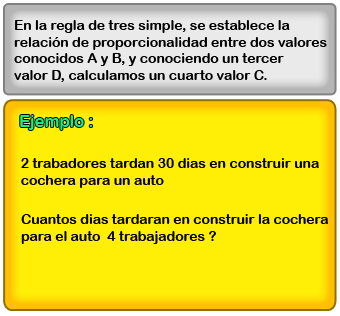 En la regla de tres simple, se establece la
relación de proporcionalidad entre dos valores
conocidos A y B, y conociendo un tercer
valor D, calculamos un cuarto valor C.
Ejemplo :
2 trabadores tardan 30 dias en construir una
cochera para un auto
Cuantos dias tardaran en construir la cochera
para el auto 4 trabajadores ?